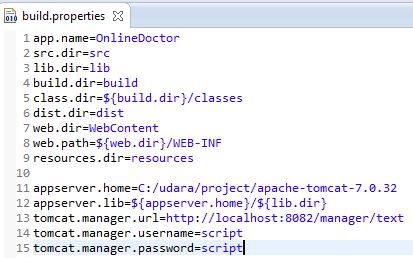 build.properties
1 app.name=OnlineDoctor
2 src.dir=src
3 lib.dir=lib
4 build.dir=build
5 class.dir=${build.dir}/classes
6 dist.dir=dist
7 web.dir=WebContent
8 web.path=${web.dir}/WEB-INF
9 resources.dir=resources
10
11 appserver.home=C:/udara/project/apache-tomcat-7.0.32
12 appserver.lib=${appserver.home}/${lib.dir}
13 tomcat.manager.url=http://localhost:8082/manager/text
14 tomcat.manager.username=script
15 tomcat.manager.password=script